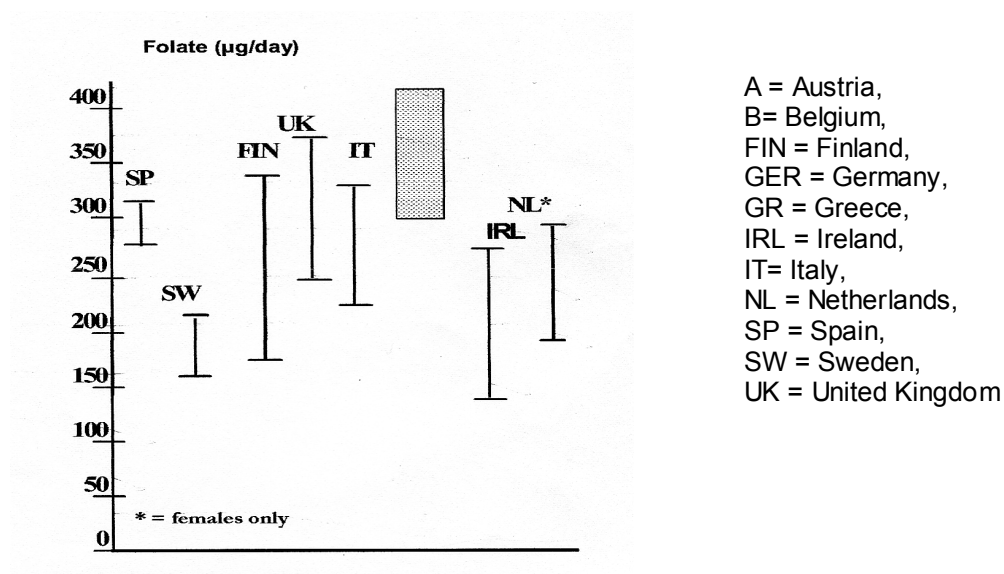 Folate (µg/day)
400
350
300
250
200
150
100
50
0
SP
SW
FIN
UK
IT
IRL
NL*
* = females only
A = Austria,
B= Belgium,
FIN = Finland,
GER = Germany,
GR = Greece,
IRL = Ireland,
IT= Italy,
NL = Netherlands,
SP = Spain,
SW = Sweden,
UK = United Kingdom